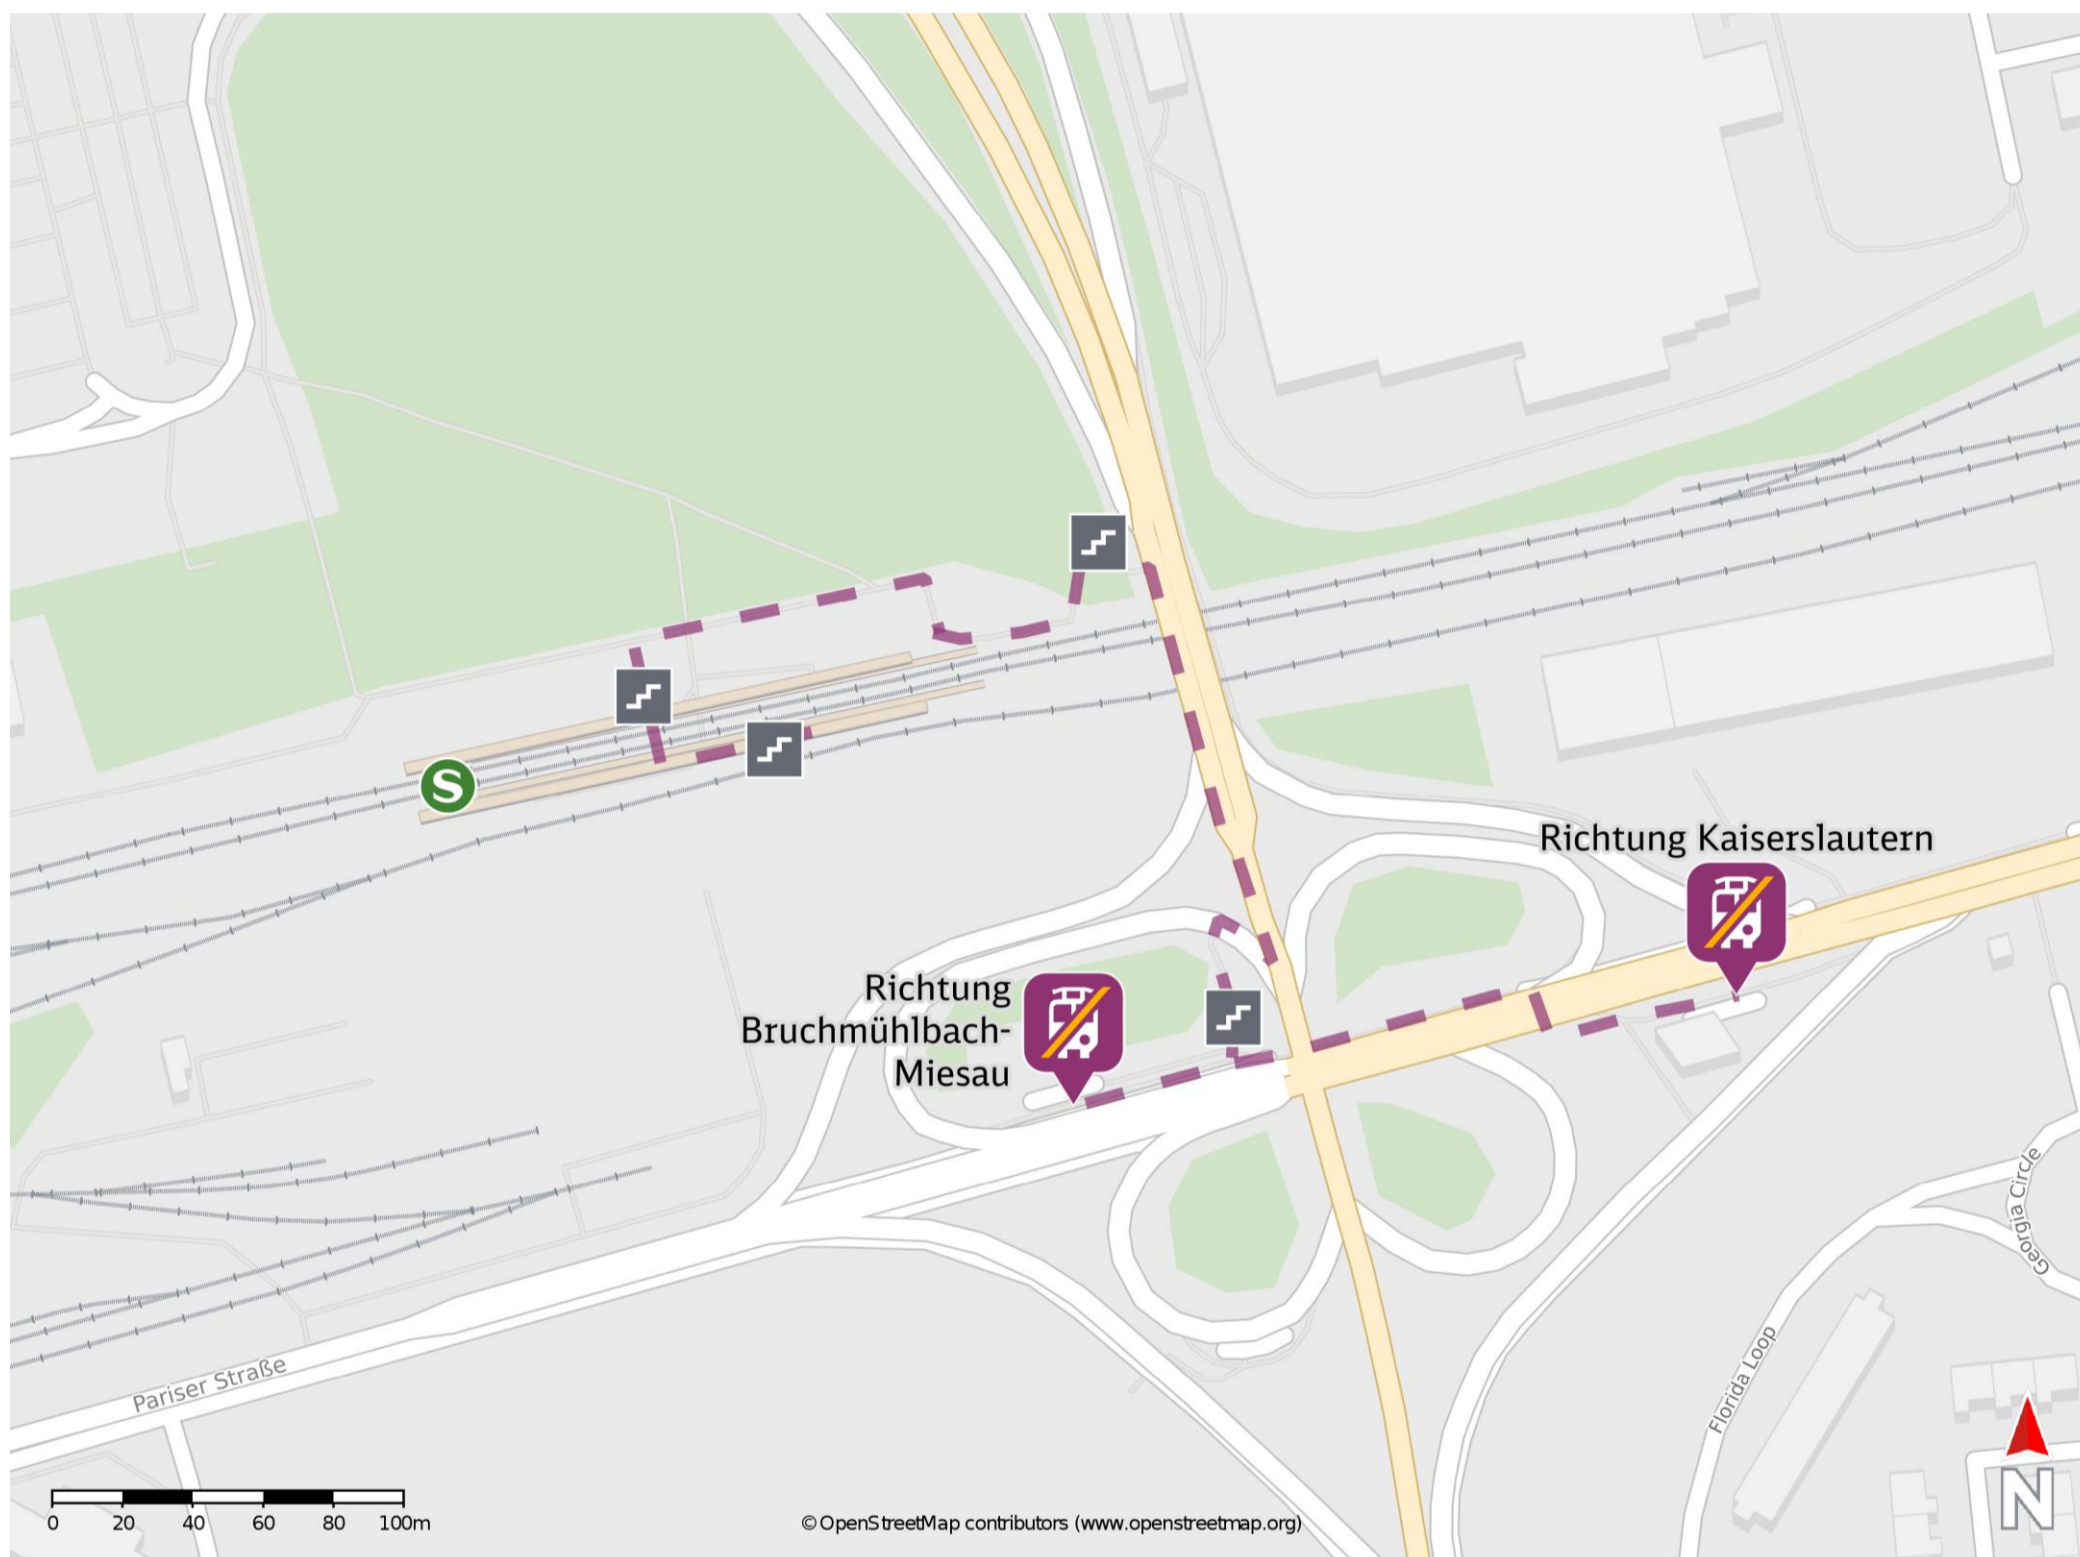 Richtung Kaiserslautern
S
Richtung
Bruchmühlbach-
Miesau
Georgia Circle
Florida Loop
Pariser Straße
0 20 40 60 80 100m
© OpenStreetMap contributors (www.openstreetmap.org)
N